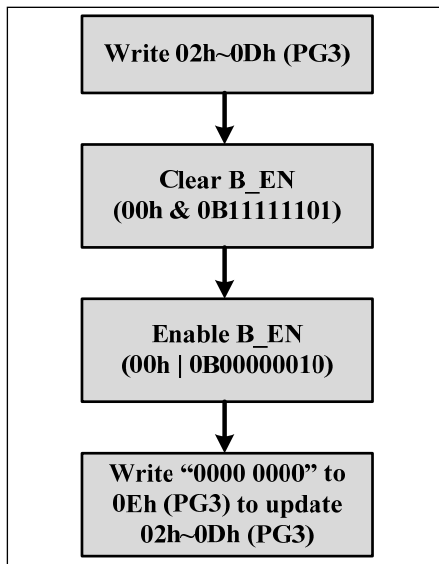 Write 02h~0Dh (PG3)
Clear B_EN
(00h & 0B11111101)
Enable B_EN
(00h | 0B00000010)
Write “0000 0000” to
0Eh (PG3) to update
02h~0Dh (PG3)